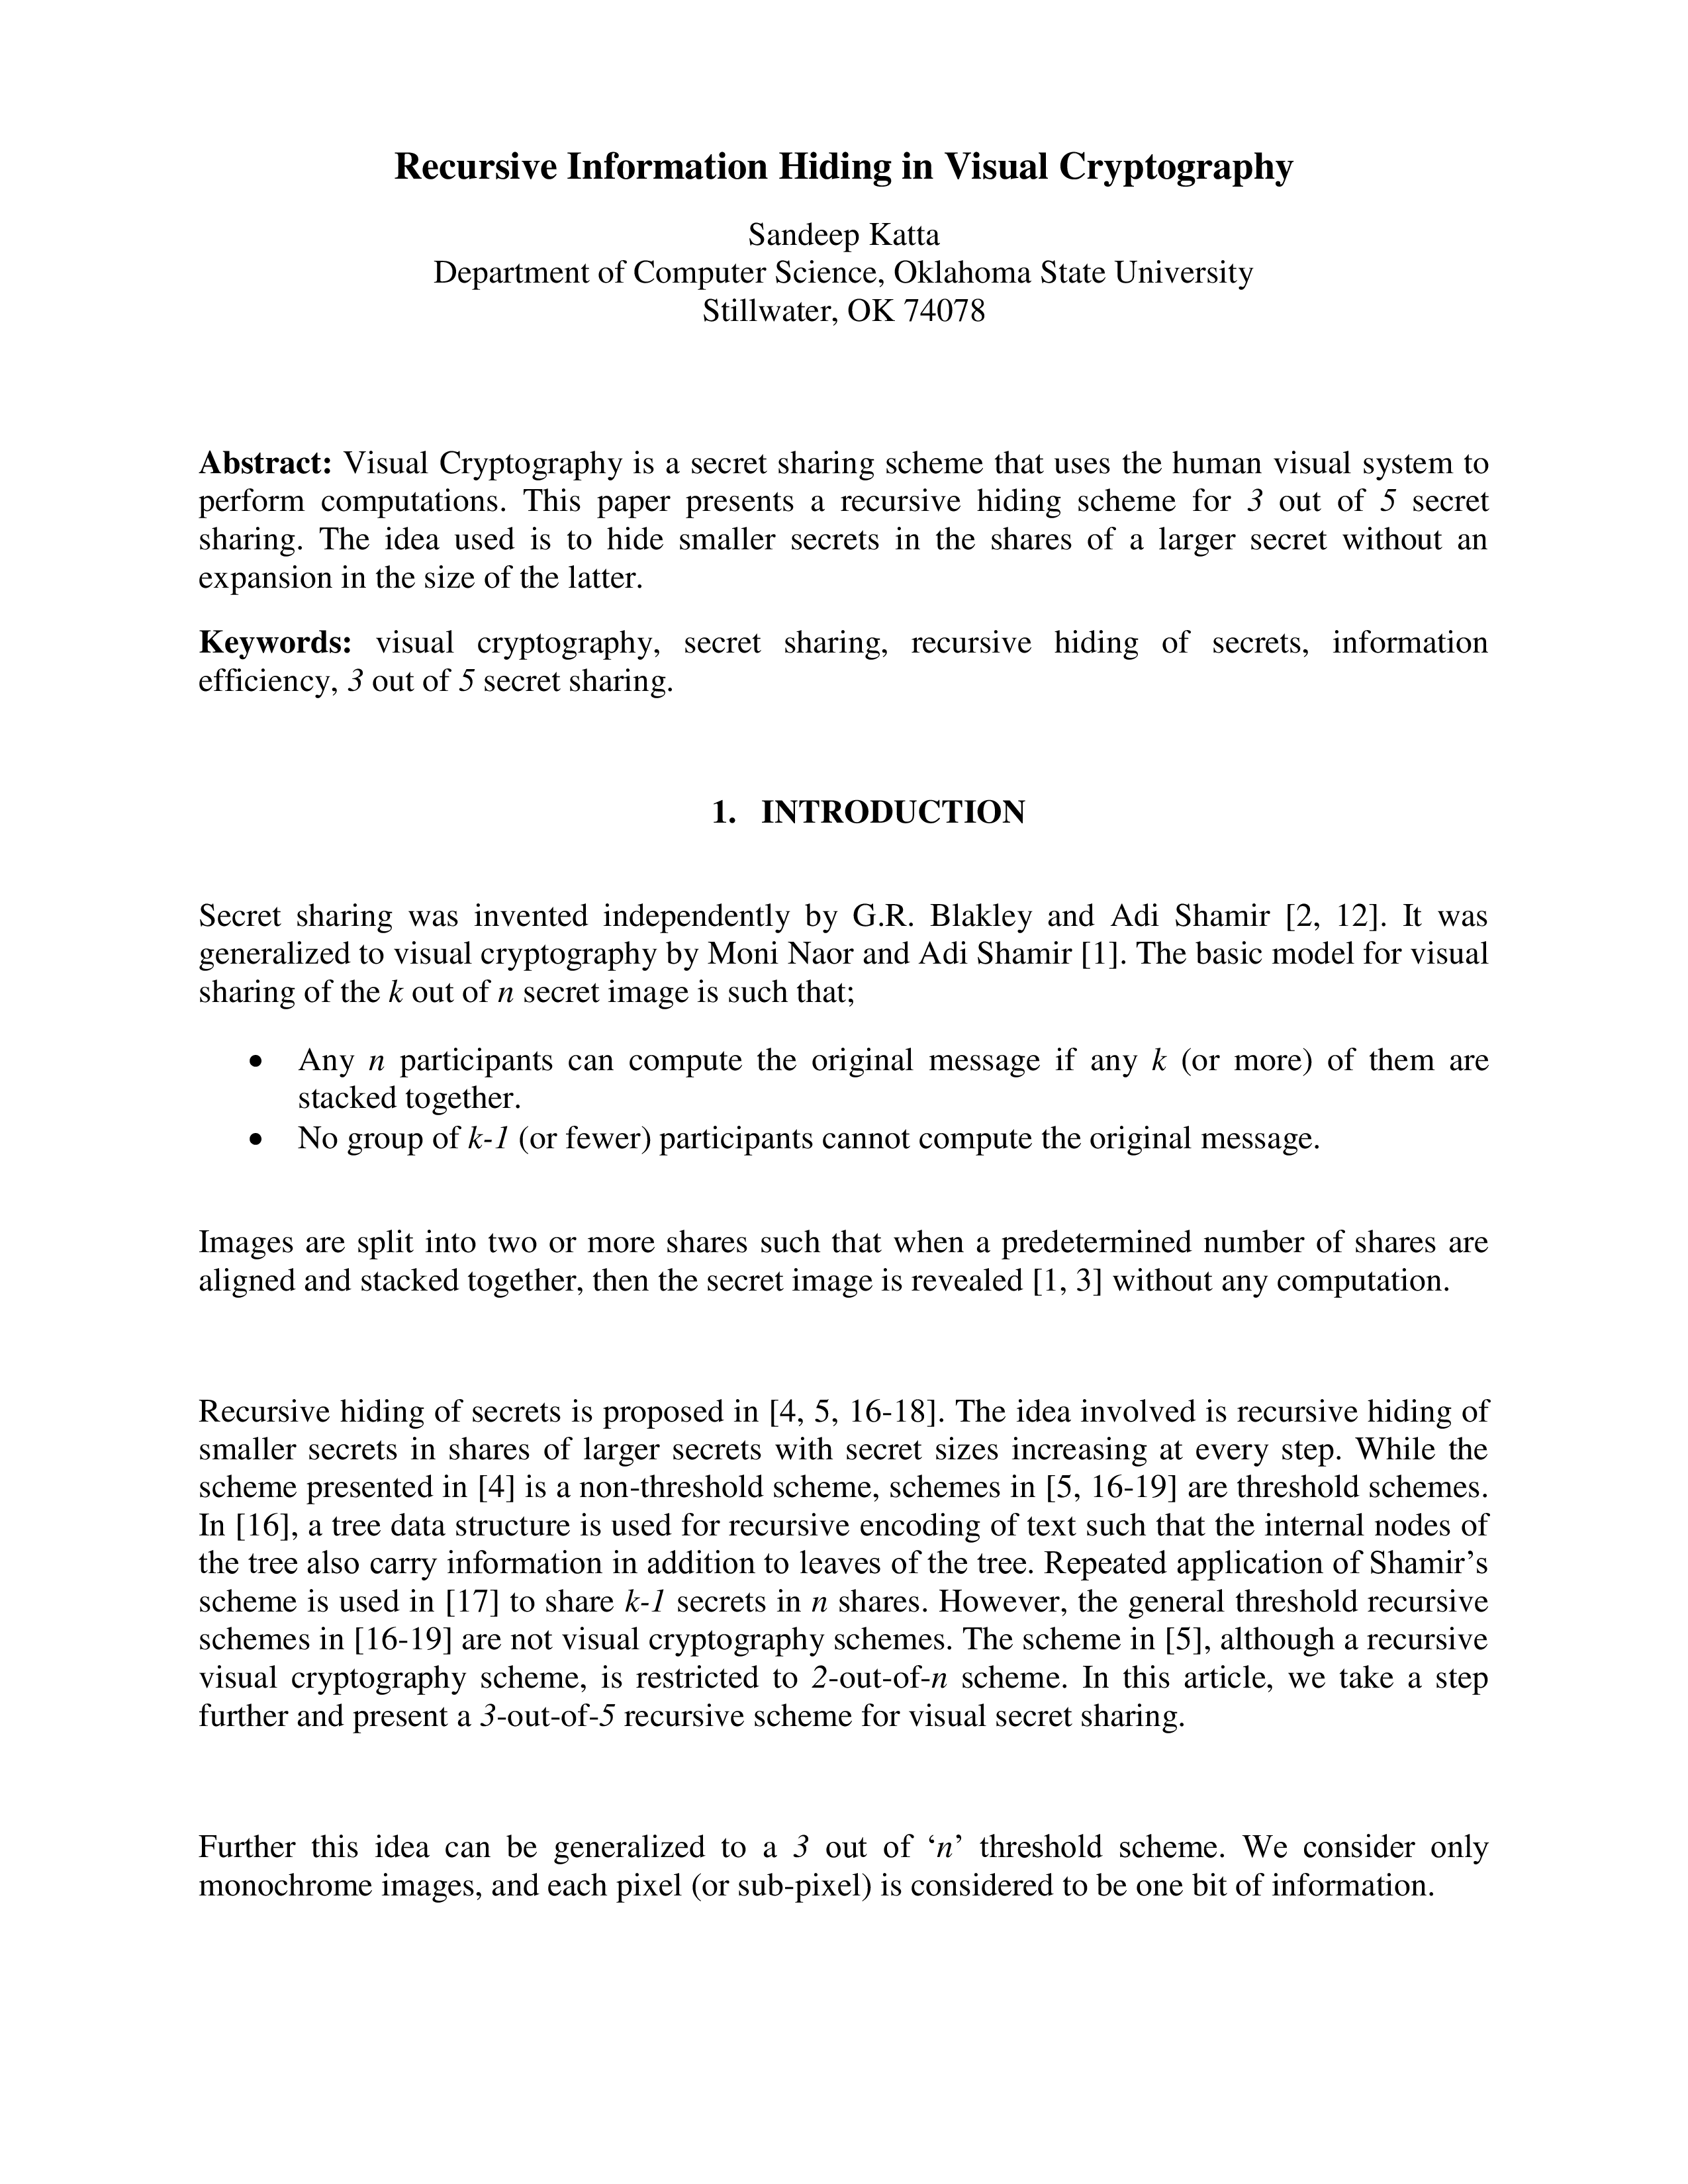 Recursive Information Hiding in Visual Cryptography
Sandeep Katta
Department of Computer Science, Oklahoma State University
Stillwater, OK 74078
Abstract: Visual Cryptography is a secret sharing scheme that uses the human visual system to
perform computations. This paper presents a recursive hiding scheme for 3 out of 5 secret
sharing. The idea used is to hide smaller secrets in the shares of a larger secret without an
expansion in the size of the latter.
Keywords: visual cryptography, secret sharing, recursive hiding of secrets, information
efficiency, 3 out of 5 secret sharing.
1. INTRODUCTION
Secret sharing was invented independently by G.R. Blakley and Adi Shamir [2, 12]. It was
generalized to visual cryptography by Moni Naor and Adi Shamir [1]. The basic model for visual
sharing of the k out of n secret image is such that;
• Any n participants can compute the original message if any k (or more) of them are
stacked together.
• No group of k-1 (or fewer) participants cannot compute the original message.
Images are split into two or more shares such that when a predetermined number of shares are
aligned and stacked together, then the secret image is revealed [1, 3] without any computation.
Recursive hiding of secrets is proposed in [4, 5, 16-18]. The idea involved is recursive hiding of
smaller secrets in shares of larger secrets with secret sizes increasing at every step. While the
scheme presented in [4] is a non-threshold scheme, schemes in [5, 16-19] are threshold schemes.
In [16], a tree data structure is used for recursive encoding of text such that the internal nodes of
the tree also carry information in addition to leaves of the tree. Repeated application of Shamir’s
scheme is used in [17] to share k-1 secrets in n shares. However, the general threshold recursive
schemes in [16-19] are not visual cryptography schemes. The scheme in [5], although a recursive
visual cryptography scheme, is restricted to 2-out-of-n scheme. In this article, we take a step
further and present a 3-out-of-5 recursive scheme for visual secret sharing.
Further this idea can be generalized to a 3 out of ‘n’ threshold scheme. We consider only
monochrome images, and each pixel (or sub-pixel) is considered to be one bit of information.